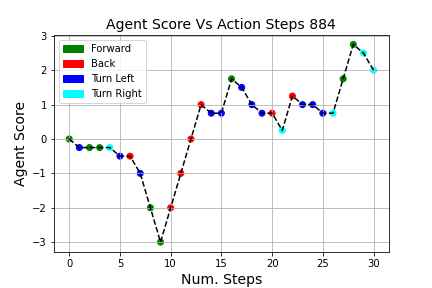 Agent Score Vs Action Steps 884
Forward
Back
Turn Left
Turn Right
Agent Score
3
2
1
0
−1
−2
−3
0 5 10 15 20 25 30
Num. Steps